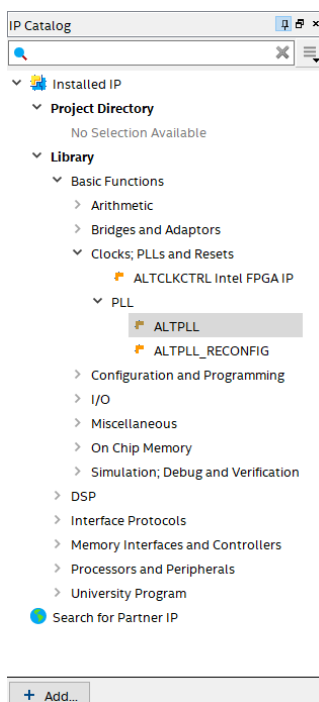 IP Catalog
Installed IP
Project Directory
No Selection Available
Library
Basic Functions
Arithmetic
Bridges and Adaptors
Clocks; PLLs and Resets
ALTCLKCTRL Intel FPGA IP
PLL
ALTPLL
ALTPLL_RECONFIG
Configuration and Programming
I/O
Miscellaneous
On Chip Memory
Simulation; Debug and Verification
DSP
Interface Protocols
Memory Interfaces and Controllers
Processors and Peripherals
University Program
Search for Partner IP
+ Add...